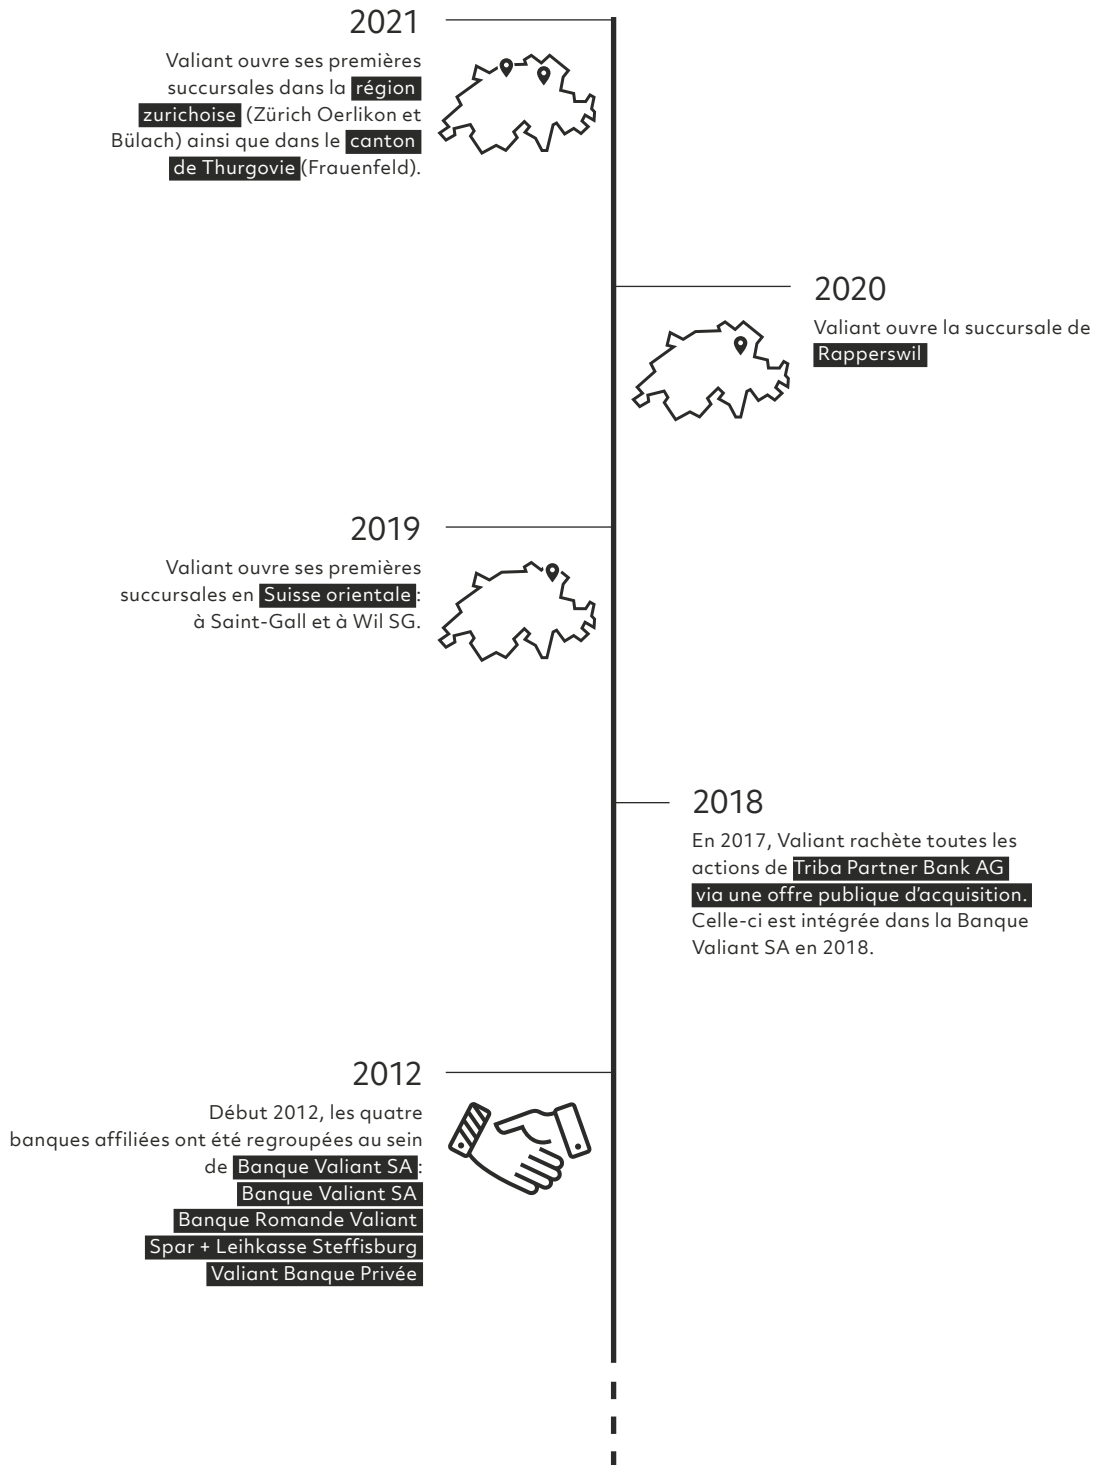 2021
Valiant ouvre ses premières
succursales dans la région
zurichoise (Zürich Oerlikon et
Bülach) ainsi que dans le canton
de Thurgovie (Frauenfeld).
2020
Valiant ouvre la succursale de
Rapperswil
2019
Valiant ouvre ses premières
succursales en Suisse orientale :
à Saint-Gall et à Wil SG.
2018
En 2017, Valiant rachète toutes les
actions de Triba Partner Bank AG
via une offre publique d’acquisition.
Celle-ci est intégrée dans la Banque
Valiant SA en 2018.
2012
Début 2012, les quatre
banques affiliées ont été regroupées au sein
de Banque Valiant SA :
Banque Valiant SA
Banque Romande Valiant
Spar + Leihkasse Steffisburg
Valiant Banque Privée